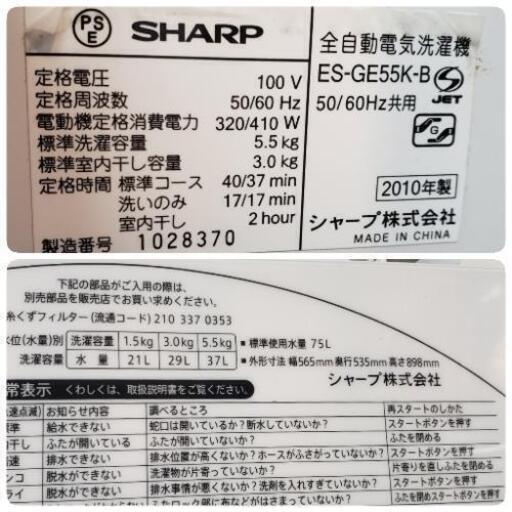 PS
E
SHARP
定格電圧 100 V
定格周波数 50/60 Hz
電動機定格消費電力 320/410 W
標準洗濯容量 5.5 kg
標準室内干し容量 3.0 kg
定格時間 標準コース 40/37 min
洗いのみ 17/17 min
室内干し 2 hour
製造番号 1028370
全自動電気洗濯機
ES-GE55K-B
S JET
50/60Hz共用
2010年製
シャープ株式会社
MADE IN CHINA
下記の部品がご入用の際は、
別売部品を販売店でお買い求めください。
糸くずフィルター(流通コード) 210 337 0353
水位(水量)別 洗濯容量 1.5kg 3.0kg 5.5kg
洗濯容量 水 量 21L 29L 37L
■標準使用水量 75L
■外形寸法 幅565mm奥行535mm高さ898mm
シャープ株式会社
常表示 くわしくは、取扱説明書をご覧ください。
速点滅) お知らせ内容 調べるところ 再スタートのしかた
標準 給水できない 蛇口は開いているか?断水していないか? スタートボタンを押す
干し ふたが開いている ふたが開いていないか? ふたを閉める
高速 排水できない 排水位置が高くないか?ホースがふさがっていないか? スタートボタンを押す
ンコ 脱水ができない 洗濯物が片寄っていないか? 片寄りを直しふたを閉める
ライ 脱水ができない 排水事情が悪くないか?洗剤を入れすぎていないか? スタートボタンを押す
ふたロック部に布などがはさまっていないか? ふたを閉めスタートボタンを押す